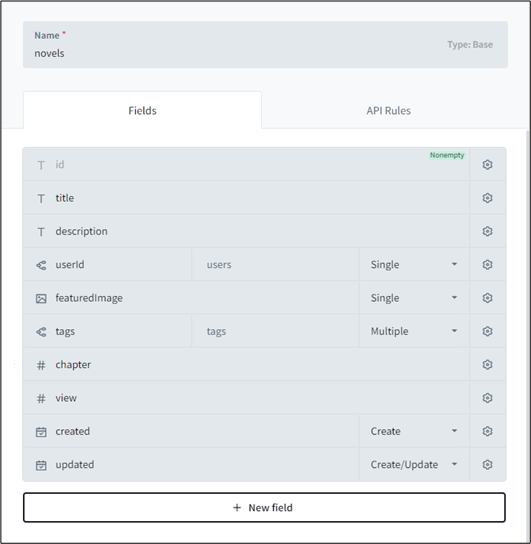 Name *
novels
Type: Base
Fields API Rules
T id Nonempty
T title
T description
userId users Single
featuredImage Single
tags tags Multiple
# chapter
# view
created Create
updated Create/Update
+ New field